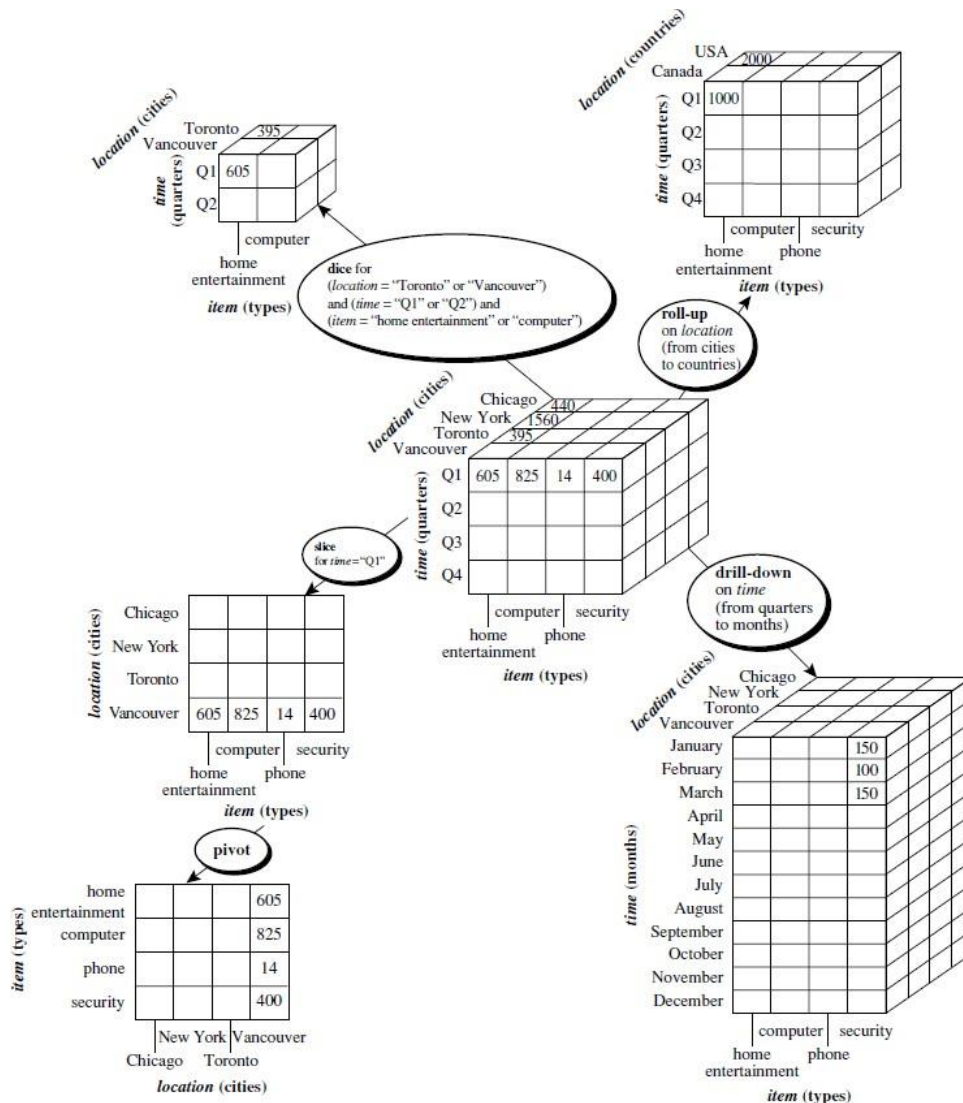 location (countries)
USA
2000
Canada
Q1 1000
Q2
Q3
Q4
time (quarters)
computer security
home phone
entertainment
item (types)
location (cities)
Toronto 395
Vancouver
Q1 605
Q2
time
(quarters)
computer
home
entertainment
item (types)
dice for
(location = “Toronto” or “Vancouver”)
and (time = “Q1” or “Q2”) and
(item = “home entertainment” or “computer”)
roll-up
on location
(from cities
to countries)
location (cities)
Chicago 440
New York 1560
Toronto 395
Vancouver
Q1 605 825 14 400
Q2
Q3
Q4
time (quarters)
computer security
home phone
entertainment
item (types)
slice
for time = “Q1”
drill-down
on time
(from quarters
to months)
Chicago
New York
Toronto
Vancouver 605 825 14 400
location (cities)
computer security
home phone
entertainment
item (types)
pivot
home
entertainment 605
computer 825
phone 14
security 400
item (types)
New York Vancouver
Chicago Toronto
location (cities)
location (cities)
Chicago
New York
Toronto
Vancouver
January 150
February 100
March 150
April
May
June
July
August
September
October
November
December
time (months)
computer security
home phone
entertainment
item (types)